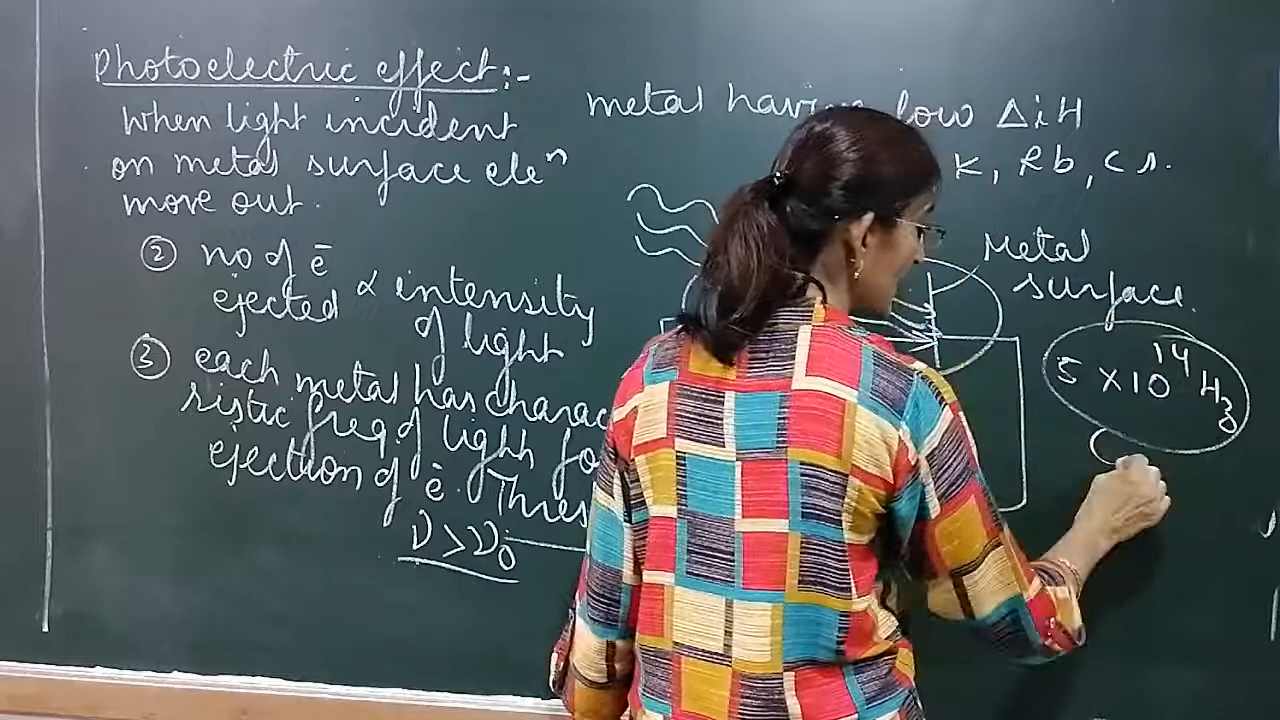 Photoelectric effect:-
When light incident
on metal surface eleⁿ
move out.
② no of ē
ejected ∝ intensity
of light
③ each metal has charac
ristic freq of light fo
ejection of ē. Thres
ν > ν₀
metal having low ΔiH
K, Rb, Cs.
Metal
surface.
5 × 10¹⁴ Hz